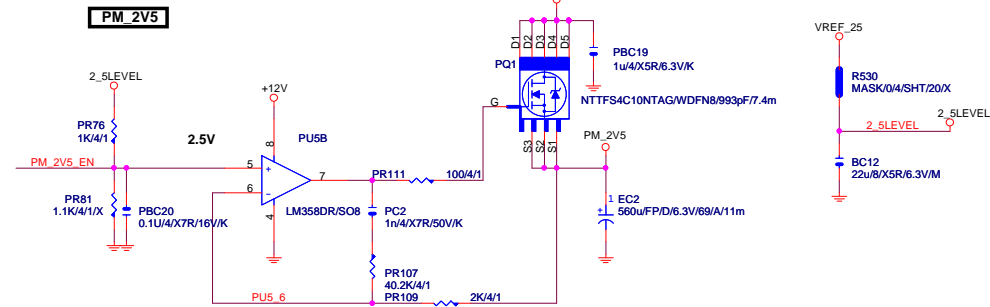 PM_2V5
2_5LEVEL
PR76
1K/4/1
PM_2V5_EN
PR81
1.1K/4/1/X
PBC20
0.1U/4/X7R/16V/K
2.5V
+12V
PU5B
8
5
+
6
-
7
4
LM358DR/SO8
PR111
100/4/1
PC2
1n/4/X7R/50V/K
PR107
40.2K/4/1
PR109
2K/4/1
PU5_6
D1
D2
D3
D4
D5
PQ1
G
S3
S2
S1
NTTFS4C10NTAG/WDFN8/993pF/7.4m
PBC19
1u/4/X5R/6.3V/K
PM_2V5
1
+
EC2
560u/FP/D/6.3V/69/A/11m
VREF_25
R530
MASK/0/4/SHT/20/X
2_5LEVEL
2_5LEVEL
BC12
22u/8/X5R/6.3V/M